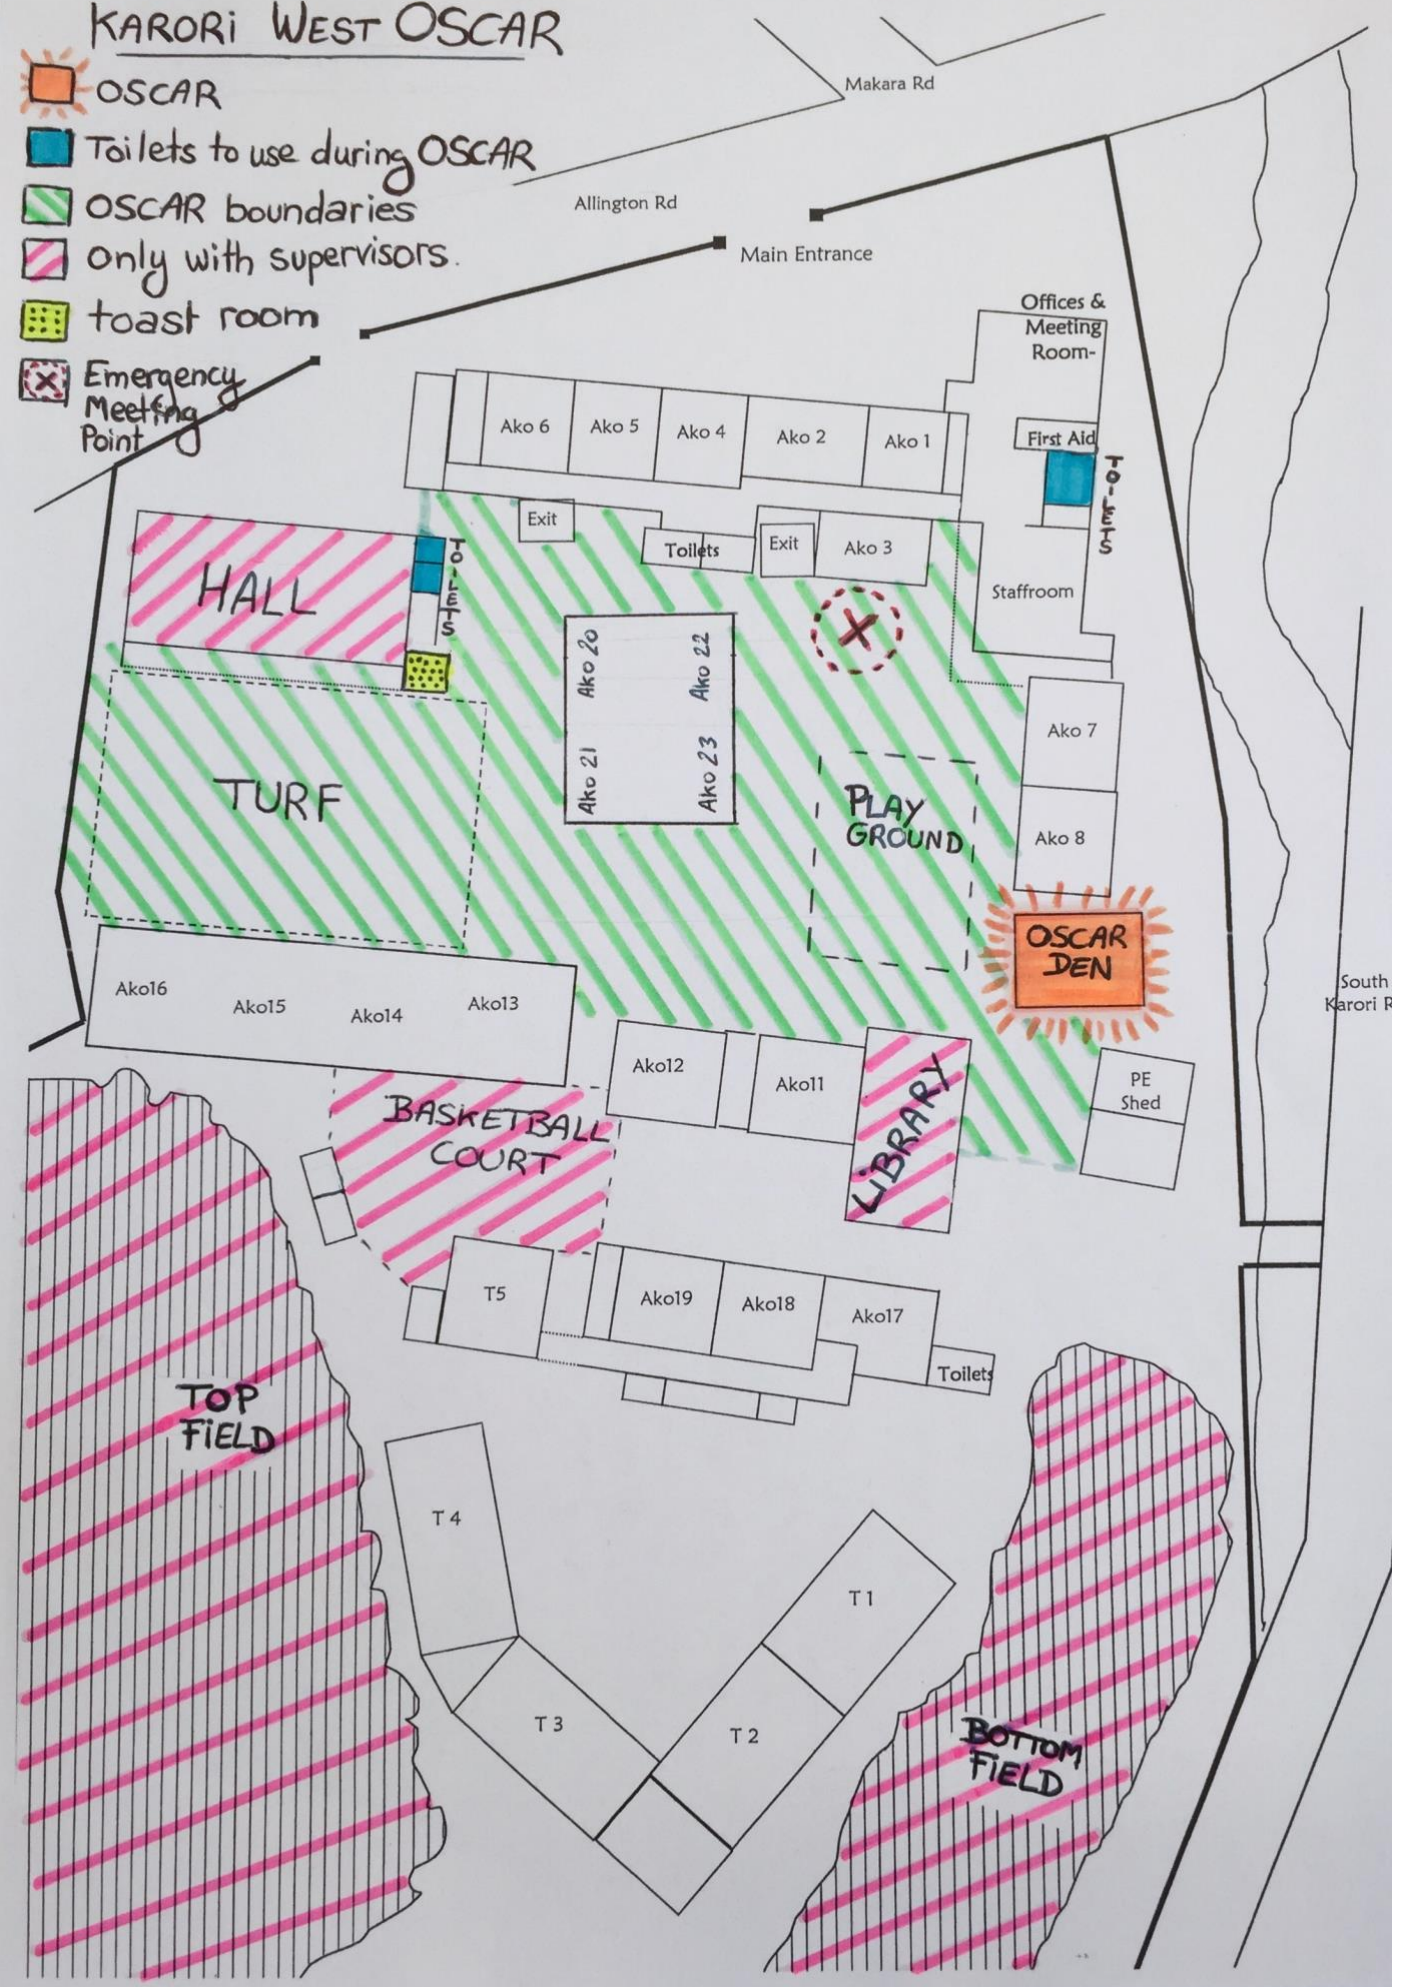 KARORI WEST OSCAR
OSCAR
Toilets to use during OSCAR
OSCAR boundaries
Only with supervisors.
toast room
Emergency
Meeting
Point
Makara Rd
Allington Rd
Main Entrance
Offices &
Meeting
Room-
First Aid
TOILETS
Ako 6
Ako 5
Ako 4
Ako 2
Ako 1
Exit
Toilets
Exit
Ako 3
Staffroom
HALL
TOILETS
X
Ako 20
Ako 22
Ako 21
Ako 23
Ako 7
Ako 8
TURF
PLAY
GROUND
OSCAR
DEN
South
Karori R
Ako16
Ako15
Ako14
Ako13
Ako12
Ako11
LIBRARY
PE
Shed
BASKETBALL
COURT
T5
Ako19
Ako18
Ako17
Toilets
TOP
FIELD
T 4
T 3
T 2
T 1
BOTTOM
FIELD